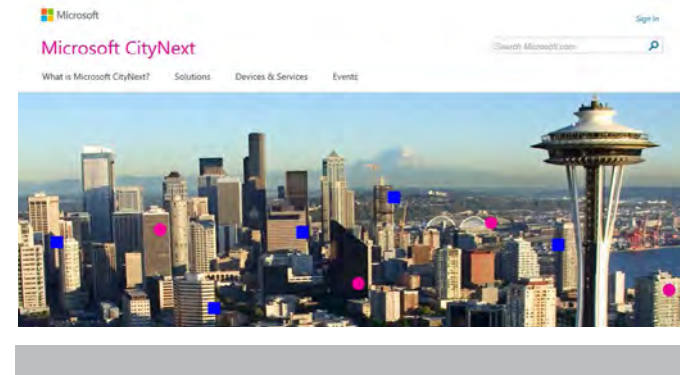 Microsoft
Sign In
Microsoft CityNext
Search Microsoft.com
What is Microsoft CityNext? Solutions Devices & Services Events